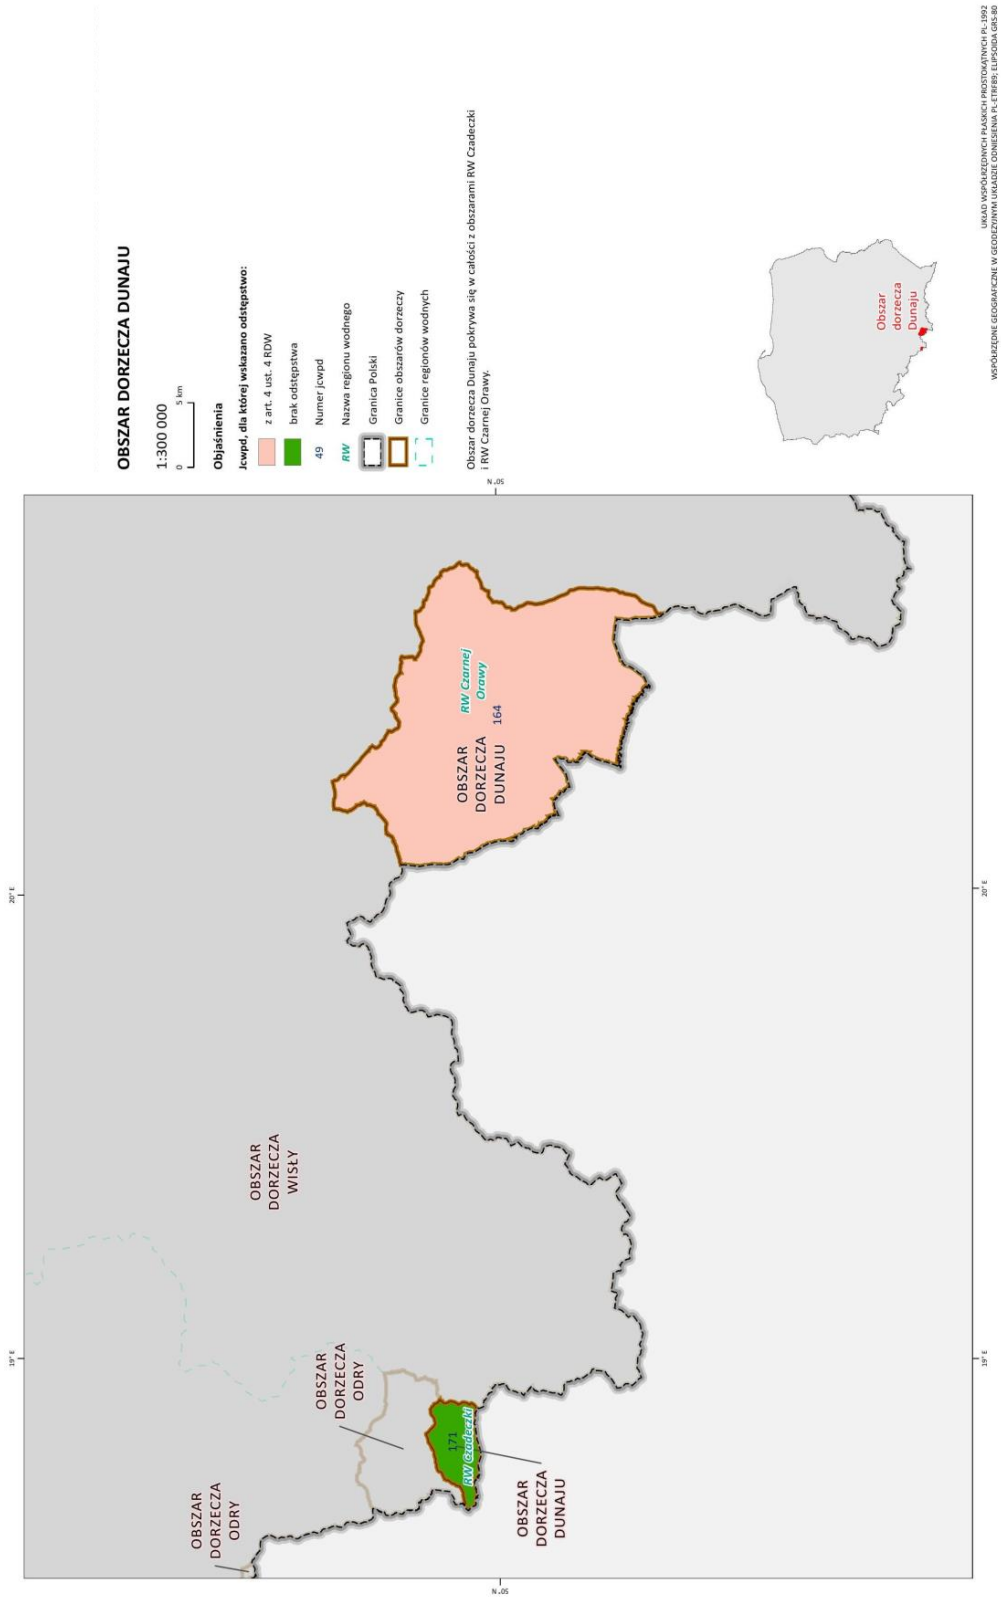 OBSZAR DORZECZA DUNAJU
1:300 000
0 5 km
Objaśnienia
Jcwpd, dla której wskazano odstępstwo:
z art. 4 ust. 4 RDW
brak odstępstwa
49 Numer jcwpd
RW Nazwa regionu wodnego
Granica Polski
Granice obszarów dorzeczy
Granice regionów wodnych
Obszar dorzecza Dunaju pokrywa się w całości z obszarami RW Czadeczki
i RW Czarnej Orawy.
Obszar
dorzecza
Dunaju
UKŁAD WSPÓŁRZĘDNYCH PŁASKICH PROSTOKĄTNYCH PL-1992
WSPÓŁRZĘDNE GEOGRAFICZNE W GEODEZYJNYM UKŁADZIE ODNIESIENIA PL-ETRF89; ELIPSOIDA GRS-80
19° E
20° E
OBSZAR
DORZECZA
ODRY
OBSZAR
DORZECZA
ODRY
OBSZAR
DORZECZA
WISŁY
171
RW Czadeczki
OBSZAR
DORZECZA
DUNAJU
OBSZAR
DORZECZA
DUNAJU
RW Czarnej
Orawy
164
N °05
N °05
19° E
20° E